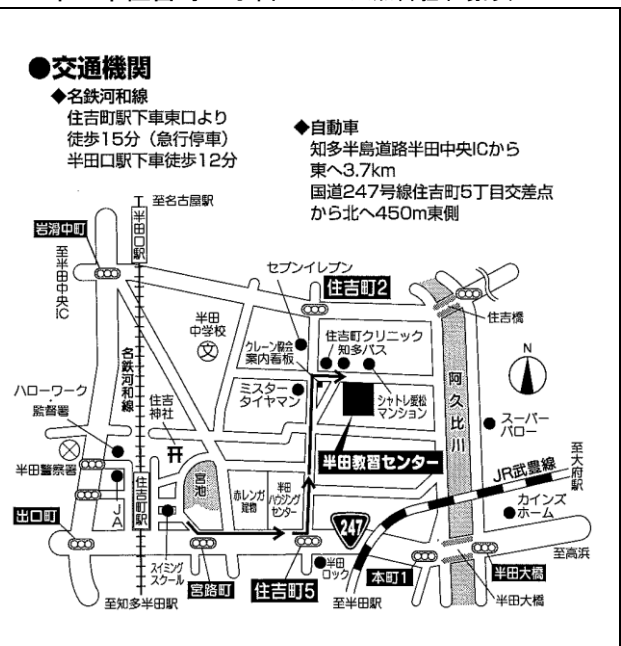 ●交通機関
◆名鉄河和線
住吉町駅下車東口より
徒歩15分（急行停車）
半田口駅下車徒歩12分
◆自動車
知多半島道路半田中央ICから
東へ3.7km
国道247号線住吉町5丁目交差点
から北へ450m東側
至名古屋駅
半田口駅
岩滑中町
至半田中央IC
セブンイレブン
住吉町2
住吉橋
半田
中学校
文
クレーン協会
案内看板
住吉町クリニック
知多バス
N
名鉄河和線
ミスター
タイヤマン
シャトレ愛松
マンション
阿久比川
ハローワーク
・
監督署
住吉
神社
スーパー
バロー
半田教習センター
至大府駅
JR武豊線
半田警察署
宮池
赤レンガ
建物
半田
ハウジング
センター
JA
住吉町駅
カインズ
ホーム
出口町
247
至高浜
スイミング
スクール
宮路町
住吉町5
半田
ロック
本町1
半田大橋
至知多半田駅
至半田駅
半田大橋